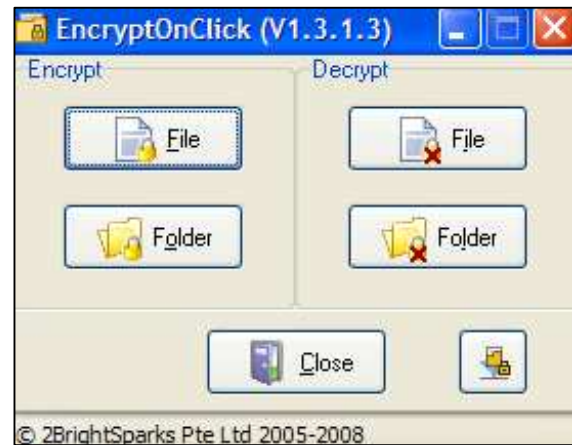 EncryptOnClick (V1.3.1.3)
Encrypt
Decrypt
File
File
Folder
Folder
Close
© 2BrightSparks Pte Ltd 2005-2008